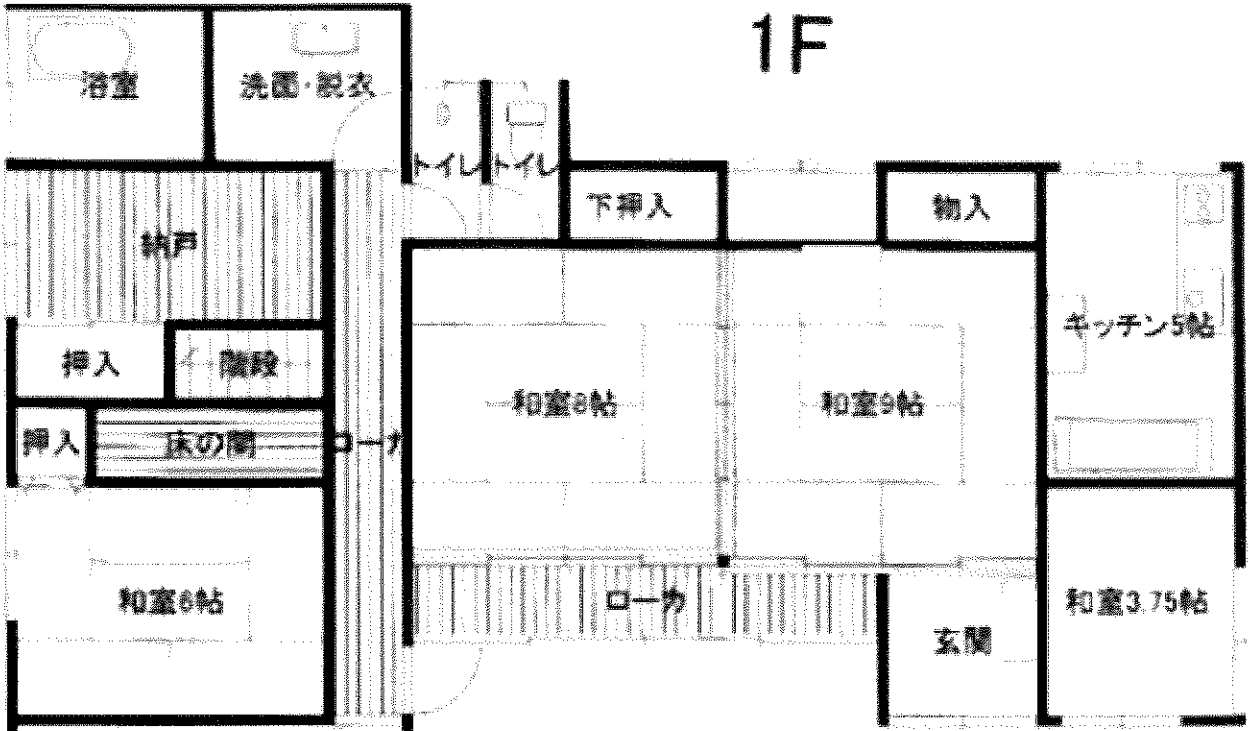 1F
浴室
洗面・脱衣
トイレ
トイレ
下押入
物入
納戸
キッチン5帖
押入
階段
和室8帖
和室9帖
押入
床の間
ローカ
和室6帖
ローカ
和室3.75帖
玄関